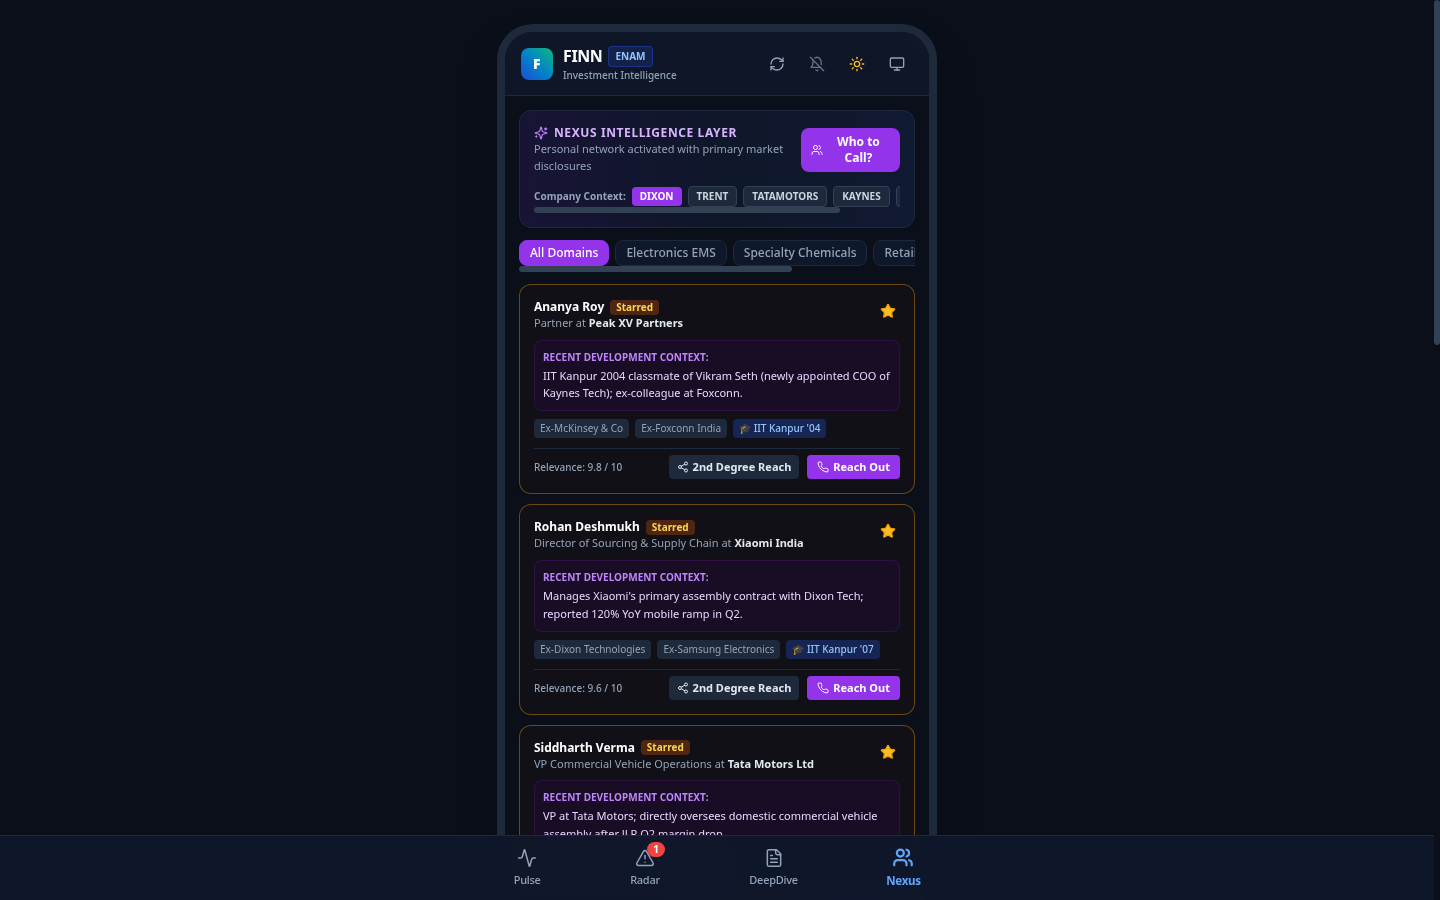 F
FINN ENAM
Investment Intelligence
NEXUS INTELLIGENCE LAYER
Personal network activated with primary market
disclosures
Who to
Call?
Company Context: DIXON TRENT TATAMOTORS KAYNES
All Domains Electronics EMS Specialty Chemicals Retail
Ananya Roy Starred
Partner at Peak XV Partners
RECENT DEVELOPMENT CONTEXT:
IIT Kanpur 2004 classmate of Vikram Seth (newly appointed COO of
Kaynes Tech); ex-colleague at Foxconn.
Ex-McKinsey & Co Ex-Foxconn India 🎓 IIT Kanpur '04
Relevance: 9.8 / 10 2nd Degree Reach Reach Out
Rohan Deshmukh Starred
Director of Sourcing & Supply Chain at Xiaomi India
RECENT DEVELOPMENT CONTEXT:
Manages Xiaomi's primary assembly contract with Dixon Tech;
reported 120% YoY mobile ramp in Q2.
Ex-Dixon Technologies Ex-Samsung Electronics 🎓 IIT Kanpur '07
Relevance: 9.6 / 10 2nd Degree Reach Reach Out
Siddharth Verma Starred
VP Commercial Vehicle Operations at Tata Motors Ltd
RECENT DEVELOPMENT CONTEXT:
VP at Tata Motors; directly oversees domestic commercial vehicle
assembly after JLR Q2 margin drop.
1
Pulse Radar DeepDive Nexus